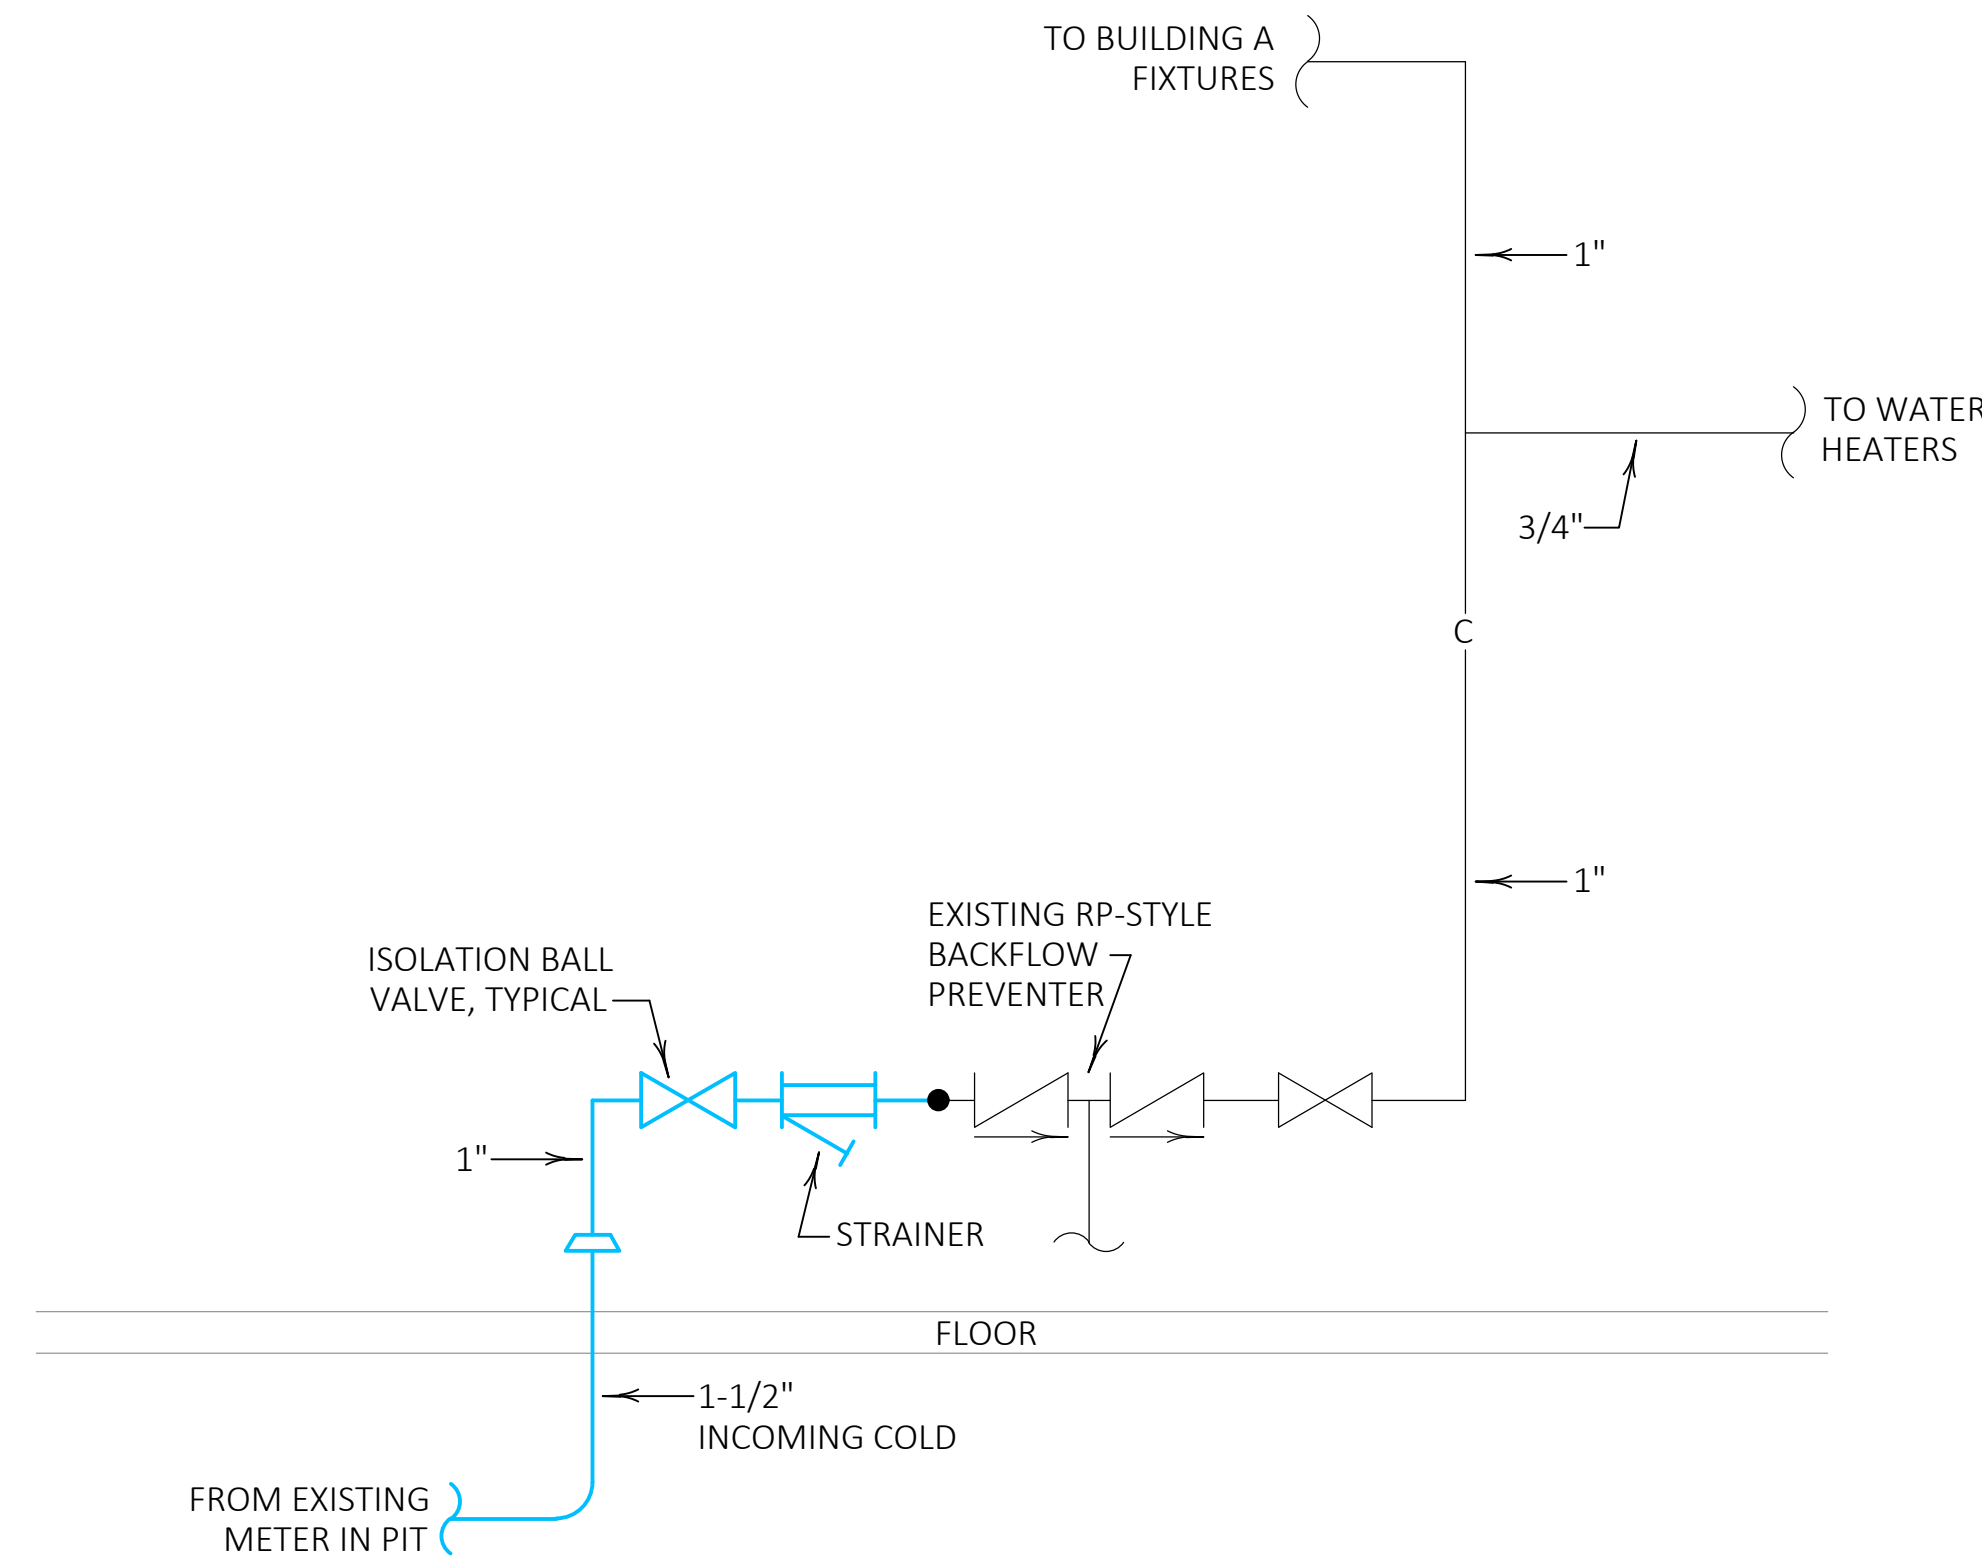 TO BUILDING A
FIXTURES
1"
TO WATER
HEATERS
3/4"
C
1"
EXISTING RP-STYLE
BACKFLOW
PREVENTER
ISOLATION BALL
VALVE, TYPICAL
1"
STRAINER
FLOOR
1-1/2"
INCOMING COLD
FROM EXISTING
METER IN PIT